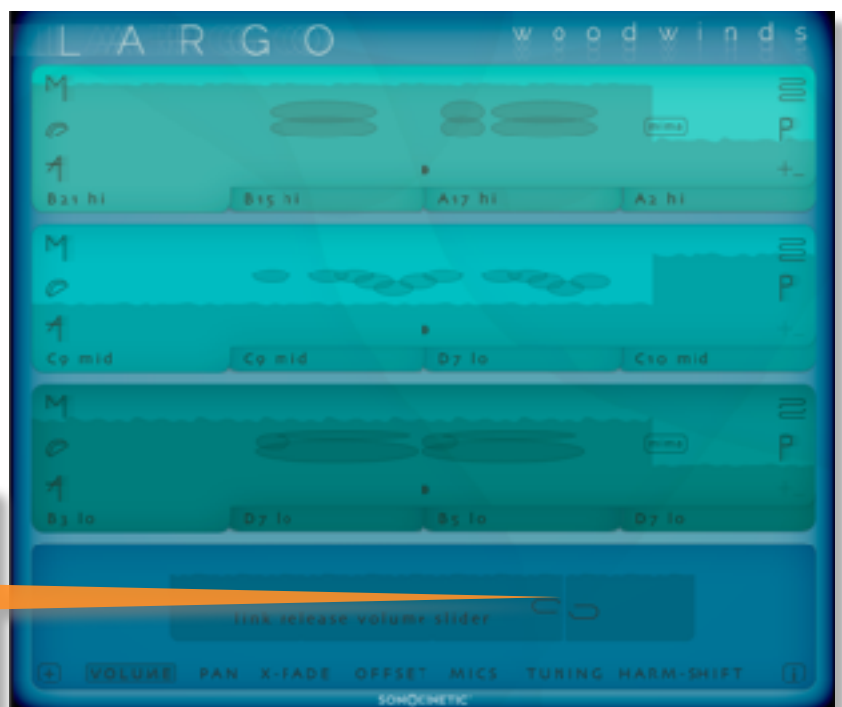 LARGO woodwinds
M
P
mimo
A +-
B21 hi B15 hi A17 hi A2 hi
M
P
A +-
C9 mid C9 mid D7 lo C10 mid
M
P
mimo
A +-
B3 lo D7 lo B5 lo D7 lo
link release volume slider
+ VOLUME PAN X-FADE OFFSET MICS TUNING HARM-SHIFT i
SONOKINETIC